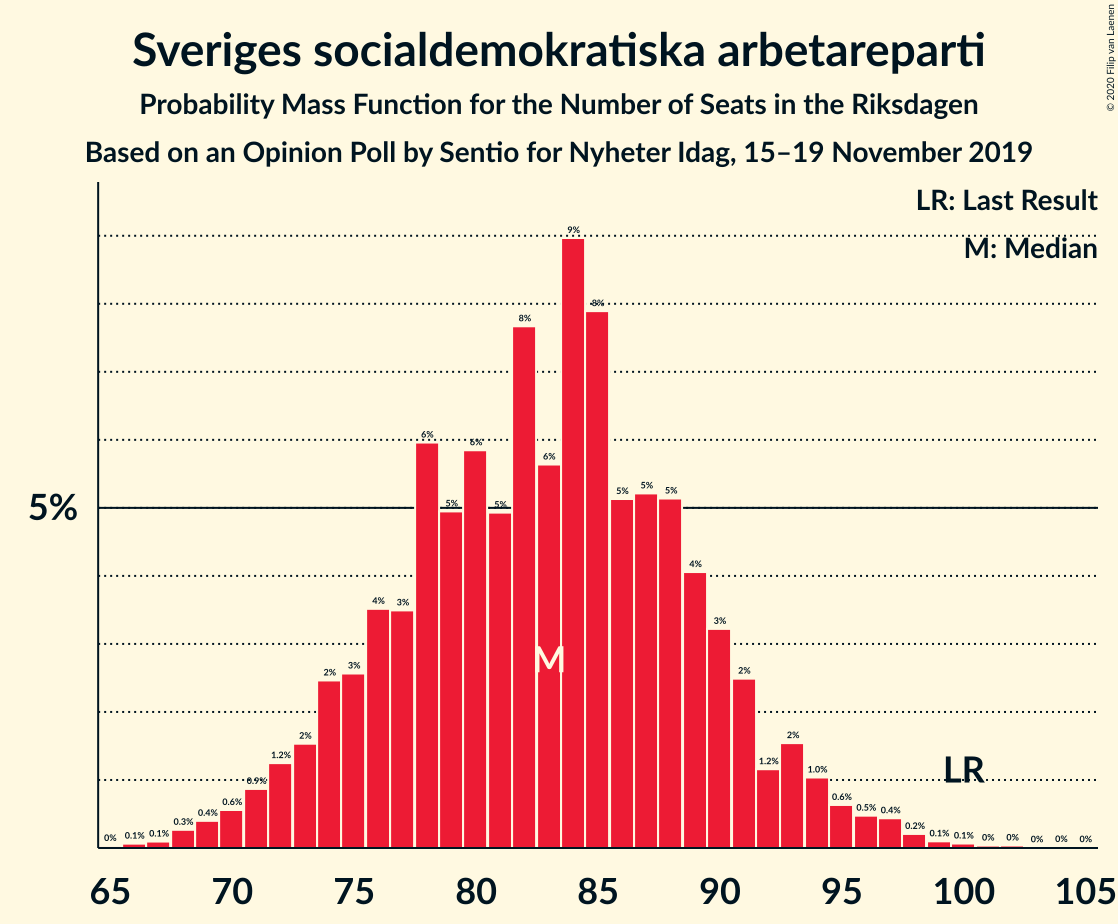 Sveriges socialdemokratiska arbetareparti
Probability Mass Function for the Number of Seats in the Riksdagen
Based on an Opinion Poll by Sentio for Nyheter Idag, 15–19 November 2019
© 2020 Filip van Laenen
LR: Last Result
M: Median
5%
0% 0.1% 0.1% 0.3% 0.4% 0.6% 0.9% 1.2% 2% 2% 3% 4% 3% 6% 5% 6% 5% 8% 6% 9% 8% 5% 5% 5% 4% 3% 2% 1.2% 2% 1.0% 0.6% 0.5% 0.4% 0.2% 0.1% 0.1% 0% 0% 0% 0% 0%
M
LR
65 70 75 80 85 90 95 100 105